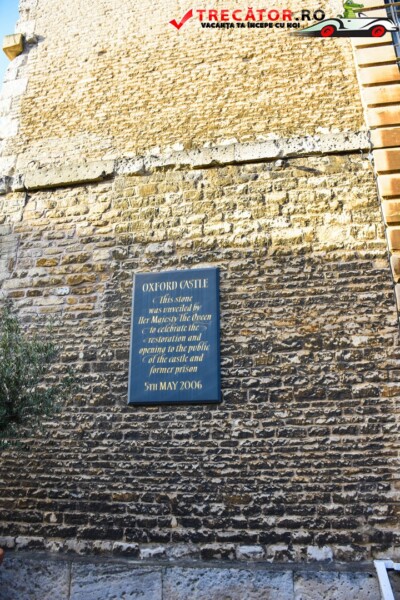 TRECĂTOR.RO
VACANȚA TA ÎNCEPE CU NOI
OXFORD CASTLE
This stone
was unveiled by
Her Majesty The Queen
to celebrate the
restoration and
opening to the public
of the castle and
former prison
5TH MAY 2006